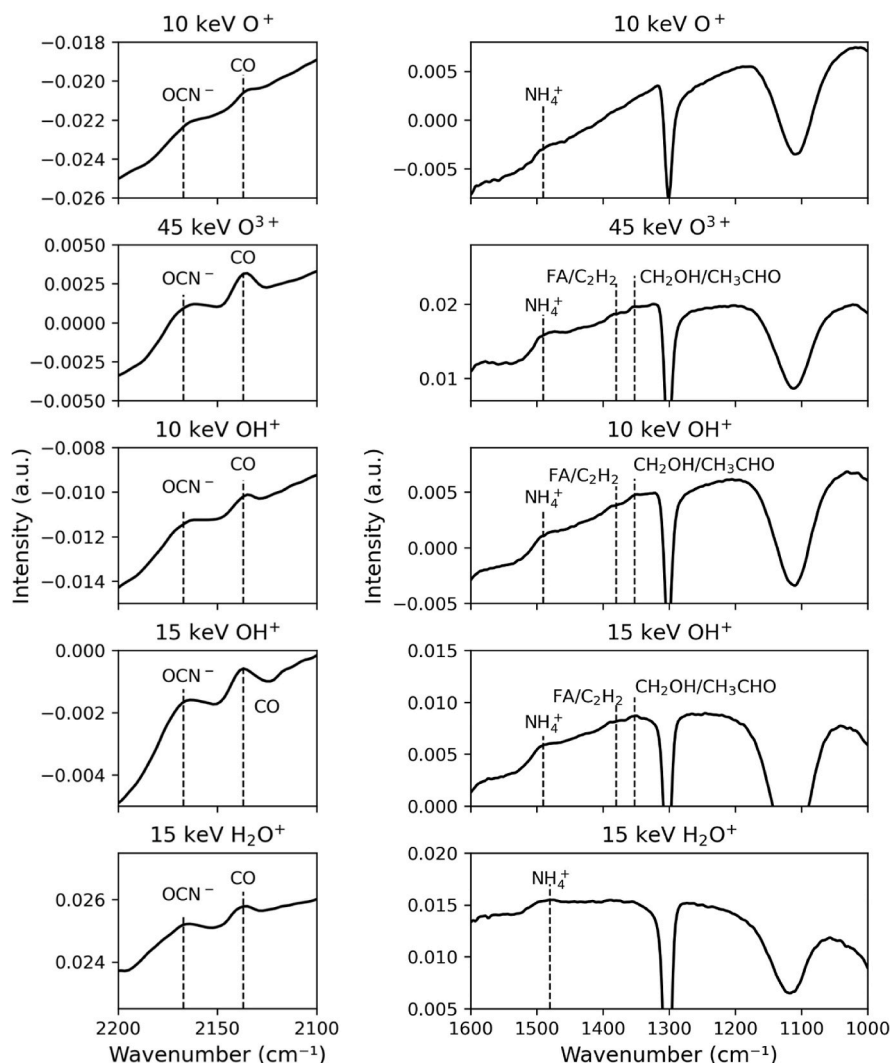 10 keV O⁺
−0.018
−0.020
−0.022
−0.024
−0.026
OCN⁻
CO
10 keV O⁺
0.005
0.000
−0.005
NH₄⁺
45 keV O³⁺
0.0050
0.0025
0.0000
−0.0025
−0.0050
OCN⁻
CO
45 keV O³⁺
0.02
0.01
NH₄⁺
FA/C₂H₂
CH₂OH/CH₃CHO
10 keV OH⁺
−0.008
−0.010
−0.012
−0.014
OCN⁻
CO
Intensity (a.u.)
10 keV OH⁺
0.005
0.000
−0.005
NH₄⁺
FA/C₂H₂
CH₂OH/CH₃CHO
Intensity (a.u.)
15 keV OH⁺
0.000
−0.002
−0.004
OCN⁻
CO
15 keV OH⁺
0.015
0.010
0.005
0.000
NH₄⁺
FA/C₂H₂
CH₂OH/CH₃CHO
15 keV H₂O⁺
0.026
0.024
OCN⁻
CO
2200 2150 2100
Wavenumber (cm⁻¹)
15 keV H₂O⁺
0.020
0.015
0.010
0.005
NH₄⁺
1600 1500 1400 1300 1200 1100 1000
Wavenumber (cm⁻¹)